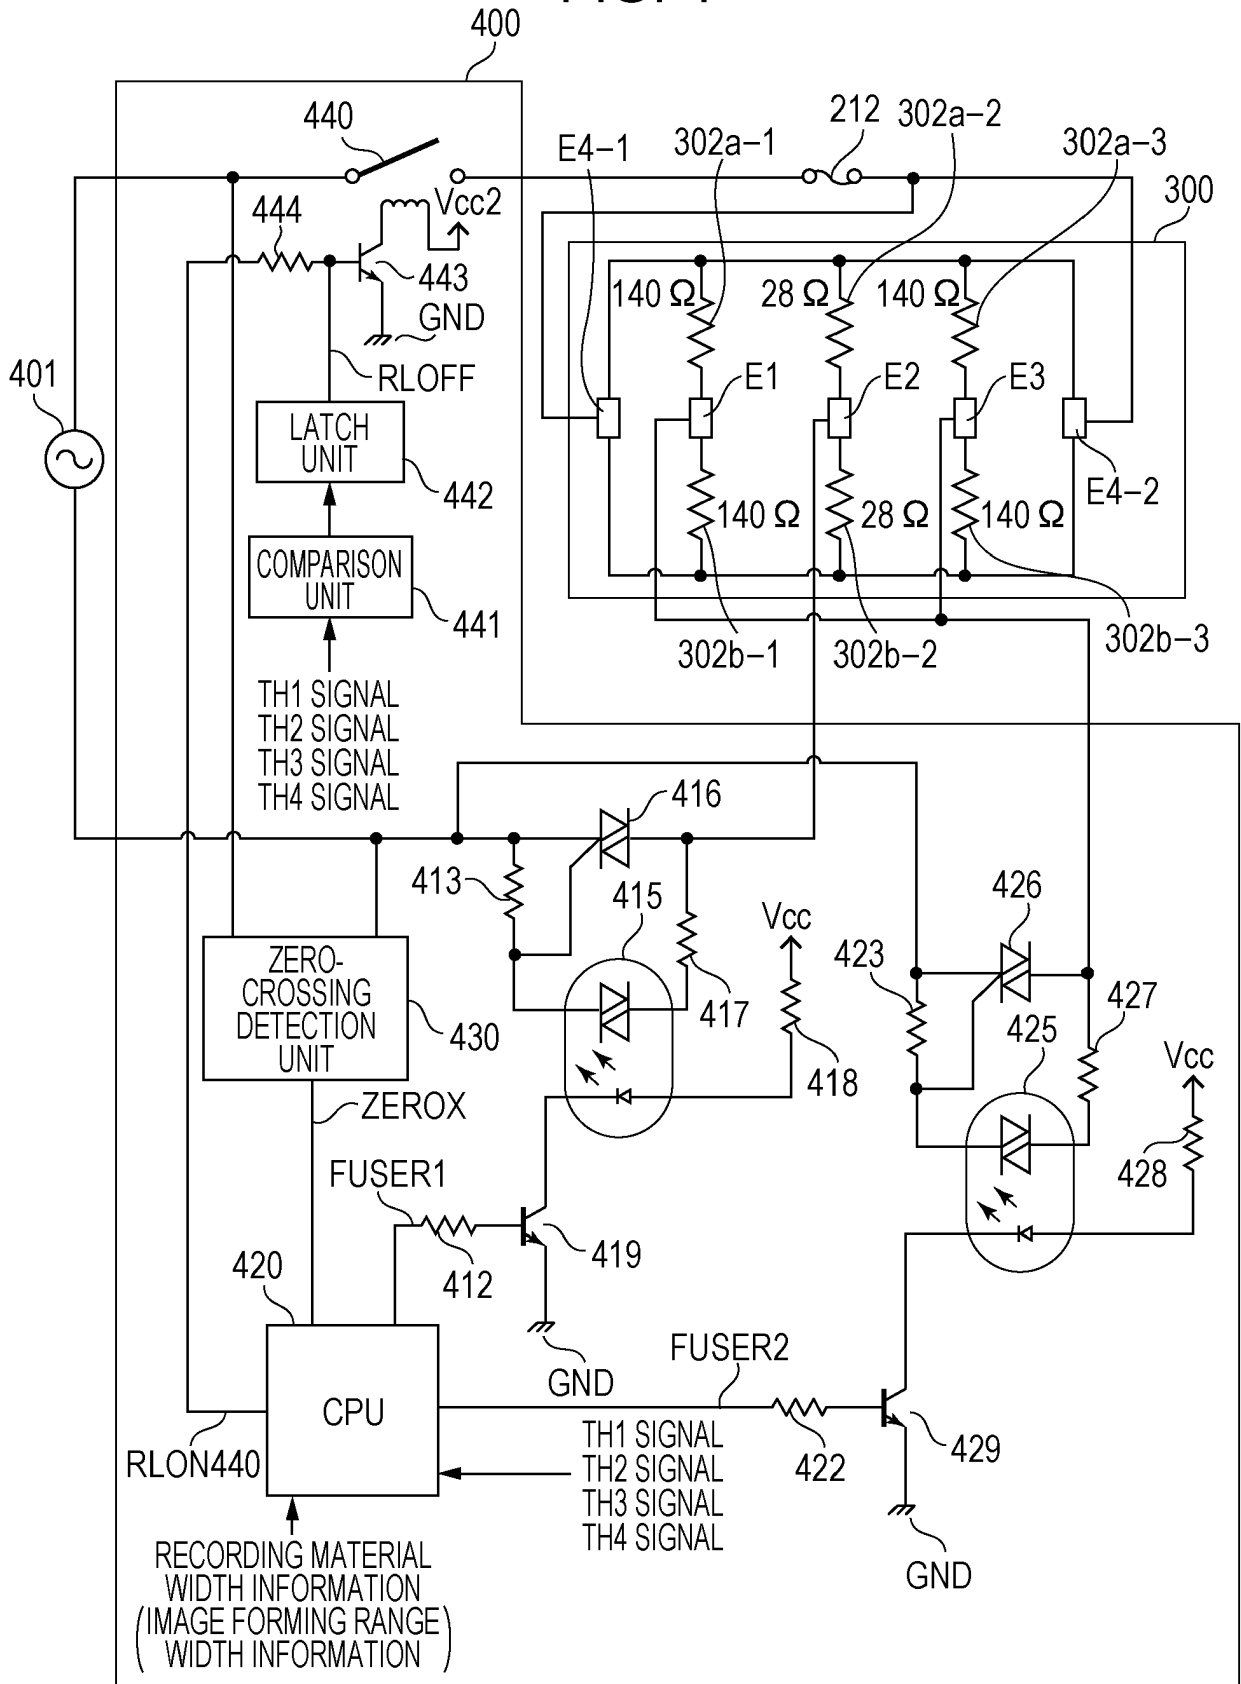 400
440
E4-1
302a-1
212
302a-2
302a-3
300
Vcc2
444
443
GND
140 Ω
28 Ω
140 Ω
401
RLOFF
E1
E2
E3
LATCH
UNIT
442
E4-2
140 Ω
28 Ω
140 Ω
COMPARISON
UNIT
441
302b-1
302b-2
302b-3
TH1 SIGNAL
TH2 SIGNAL
TH3 SIGNAL
TH4 SIGNAL
416
413
415
426
Vcc
423
ZERO-
CROSSING
DETECTION
UNIT
430
417
418
425
427
Vcc
ZEROX
428
FUSER1
412
419
420
GND
FUSER2
CPU
RLON440
TH1 SIGNAL
TH2 SIGNAL
TH3 SIGNAL
TH4 SIGNAL
422
429
GND
RECORDING MATERIAL
WIDTH INFORMATION
(IMAGE FORMING RANGE
WIDTH INFORMATION)